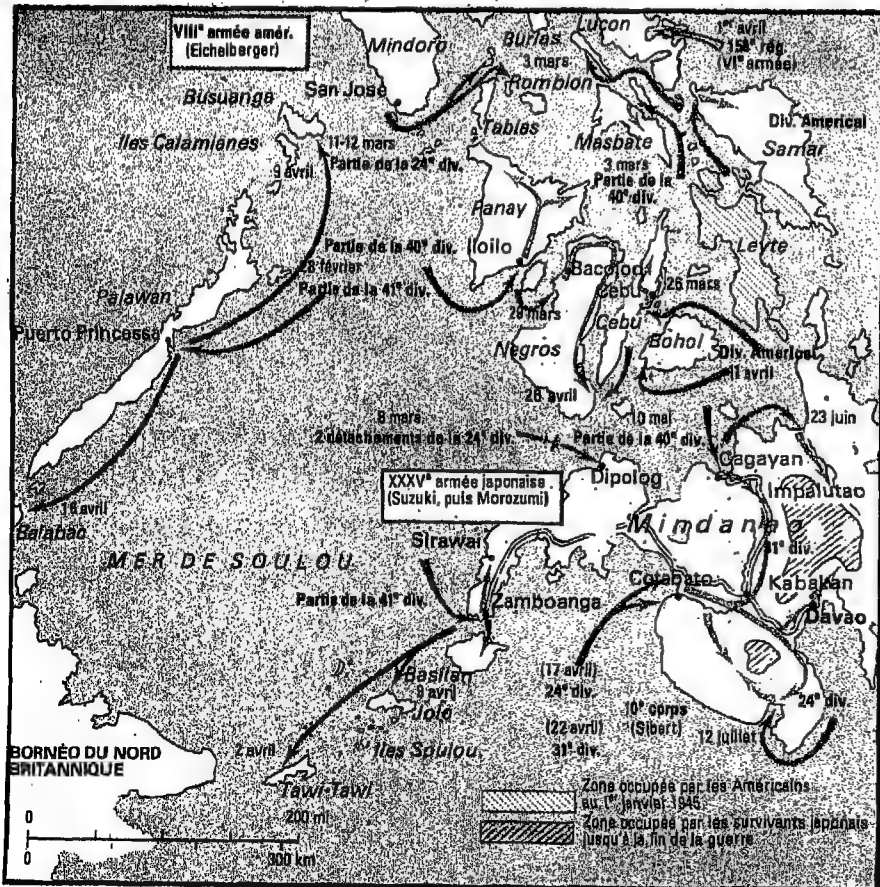 VIIIe armée amér.
(Eichelberger)
Mindoro
Burias
3 mars
Romblon
Luçon
1er avril
158e rég.
(VIe armée)
Busuanga
San José
Iles Calamianes
11-12 mars
Partie de la 24e div.
9 avril
Tablas
Masbate
3 mars
Partie de la
40e div.
Div. Americal
Samar
Panay
Iloilo
Leyte
Partie de la 40e div.
28 février
Partie de la 41e div.
Palawan
Puerto Princessa
Bacolod
Cebu
26 mars
29 mars
Cebu
Negros
Bohol
Div. Americal
11 avril
26 avril
8 mars
2 détachements de la 24e div.
10 mai
Partie de la 40e div.
23 juin
Cagayan
Dipolog
Impalutao
XXXVe armée japonaise
(Suzuki, puis Morozumi)
Mindanao
31e div.
16 avril
Balabao
MER DE SOULOU
Sirawai
Cotabato
Kabakan
Partie de la 41e div.
Zamboanga
Davao
Basilan
9 avril
Jolo
Iles Soulou
(17 avril)
24e div.
(22 avril)
31e div.
10e corps
(Sibert)
24e div.
12 juillet
2 avril
Tawi-Tawi
BORNÉO DU NORD
BRITANNIQUE
Zone occupée par les Américains
au 1er janvier 1945
Zone occupée par les survivants japonais
jusqu'à la fin de la guerre
0 200 ml
0 300 km